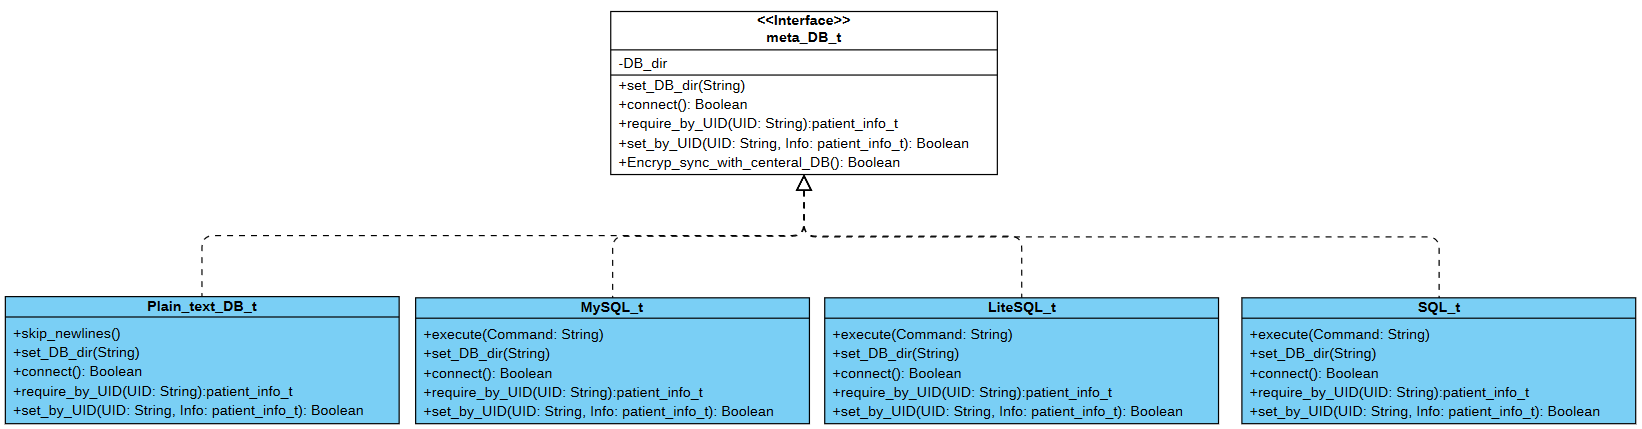 <<Interface>>
meta_DB_t
-DB_dir
+set_DB_dir(String)
+connect(): Boolean
+require_by_UID(UID: String):patient_info_t
+set_by_UID(UID: String, Info: patient_info_t): Boolean
+Encryp_sync_with_centeral_DB(): Boolean
Plain_text_DB_t
+skip_newlines()
+set_DB_dir(String)
+connect(): Boolean
+require_by_UID(UID: String):patient_info_t
+set_by_UID(UID: String, Info: patient_info_t): Boolean
MySQL_t
+execute(Command: String)
+set_DB_dir(String)
+connect(): Boolean
+require_by_UID(UID: String):patient_info_t
+set_by_UID(UID: String, Info: patient_info_t): Boolean
LiteSQL_t
+execute(Command: String)
+set_DB_dir(String)
+connect(): Boolean
+require_by_UID(UID: String):patient_info_t
+set_by_UID(UID: String, Info: patient_info_t): Boolean
SQL_t
+execute(Command: String)
+set_DB_dir(String)
+connect(): Boolean
+require_by_UID(UID: String):patient_info_t
+set_by_UID(UID: String, Info: patient_info_t): Boolean